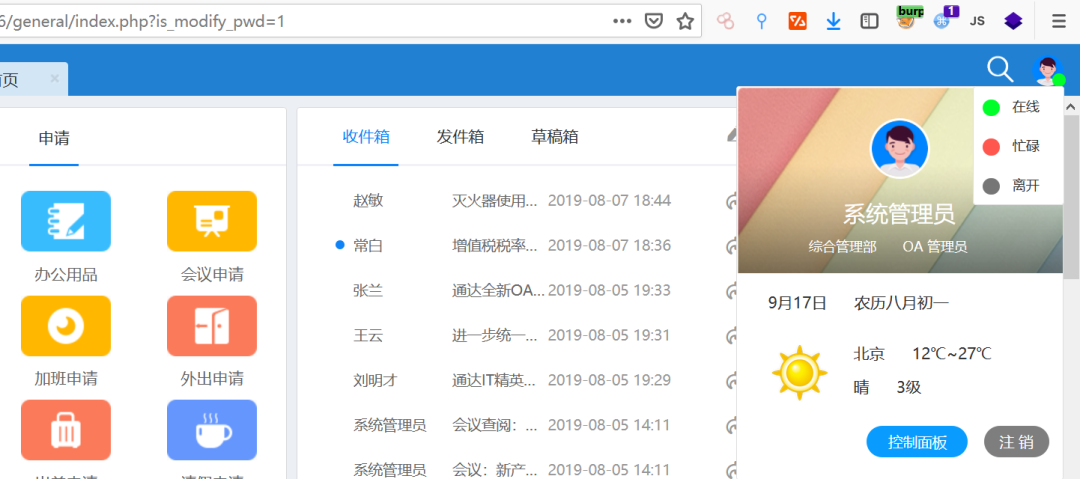 6/general/index.php?is_modify_pwd=1
burp
1
JS
页
申请
收件箱
发件箱
草稿箱
在线
忙碌
离开
系统管理员
综合管理部 OA 管理员
办公用品
会议申请
加班申请
外出申请
赵敏 灭火器使用... 2019-08-07 18:44
常白 增值税税率... 2019-08-07 18:36
张兰 通达全新OA... 2019-08-05 19:33
王云 进一步统一... 2019-08-05 19:31
刘明才 通达IT精英... 2019-08-05 19:29
系统管理员 会议查阅：... 2019-08-05 14:11
系统管理员 会议：新产... 2019-08-05 14:11
9月17日 农历八月初一
北京 12℃~27℃
晴 3级
控制面板
注 销